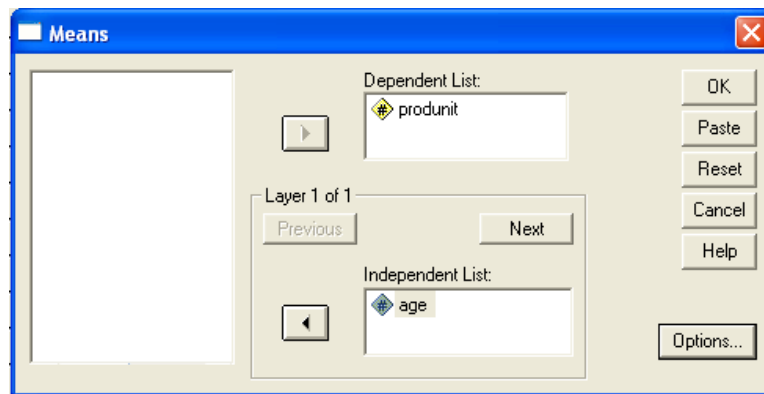 Means
Dependent List:
# produnit
OK
Paste
Reset
Cancel
Help
Layer 1 of 1
Previous
Next
Independent List:
# age
Options...